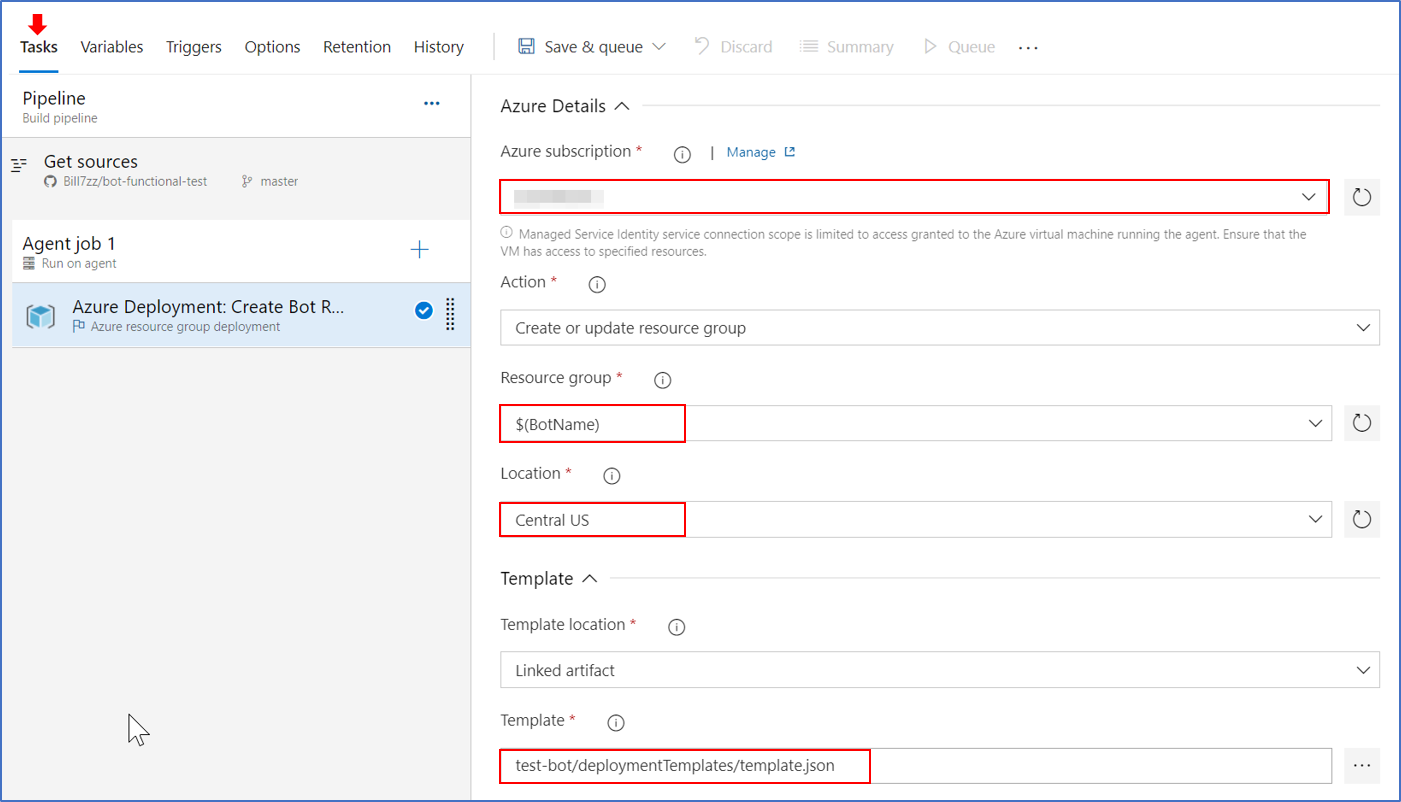 Tasks Variables Triggers Options Retention History Save & queue Discard Summary Queue ...
Pipeline
Build pipeline
Get sources
Bill7zz/bot-functional-test master
Agent job 1
Run on agent
Azure Deployment: Create Bot R...
Azure resource group deployment
Azure Details
Azure subscription * | Manage
Managed Service Identity service connection scope is limited to access granted to the Azure virtual machine running the agent. Ensure that the
VM has access to specified resources.
Action *
Create or update resource group
Resource group *
$(BotName)
Location *
Central US
Template
Template location *
Linked artifact
Template *
test-bot/deploymentTemplates/template.json